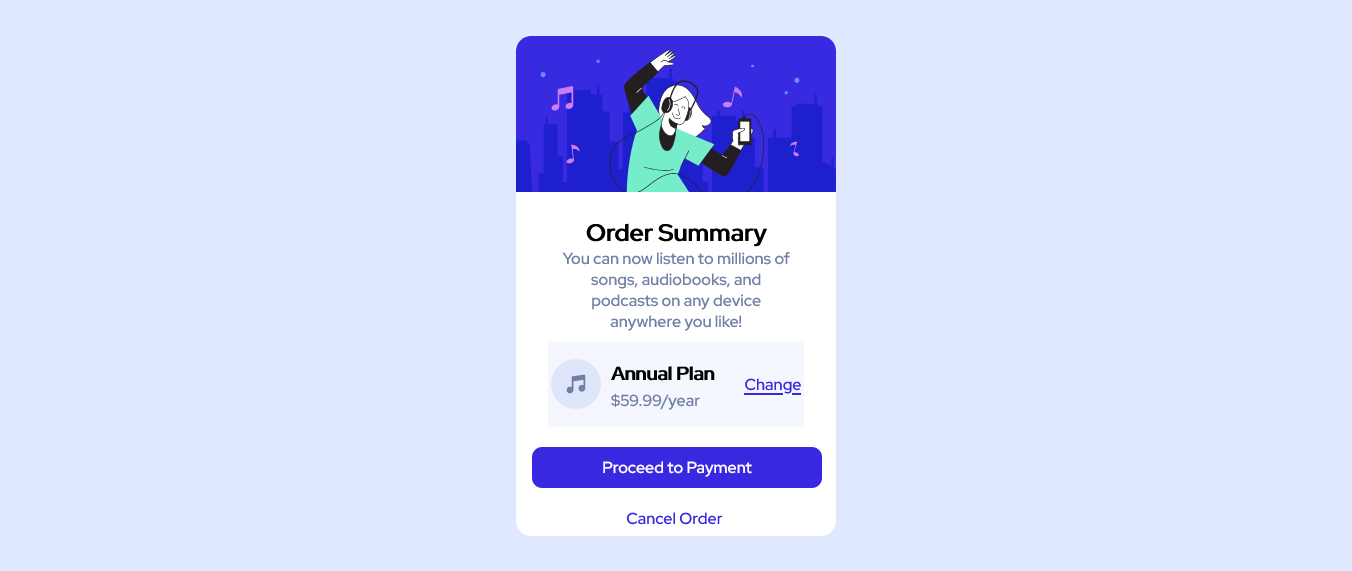 Order Summary
You can now listen to millions of
songs, audiobooks, and
podcasts on any device
anywhere you like!
Annual Plan
$59.99/year
Change
Proceed to Payment
Cancel Order